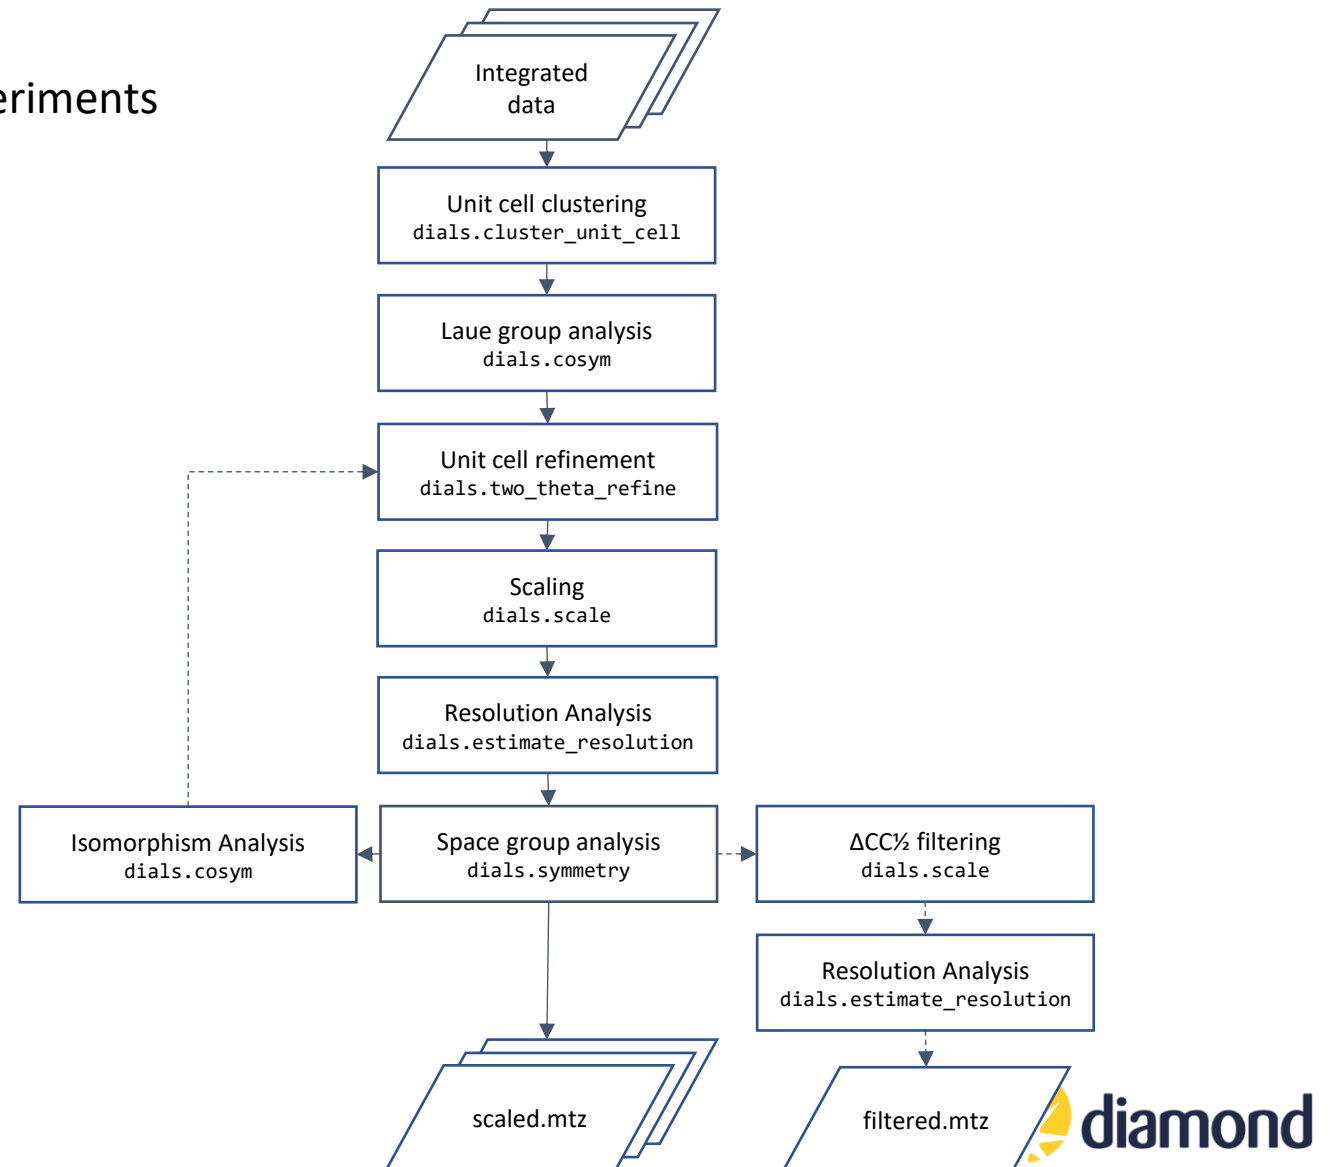 eriments
Integrated
data
Unit cell clustering
dials.cluster_unit_cell
Laue group analysis
dials.cosym
Unit cell refinement
dials.two_theta_refine
Scaling
dials.scale
Resolution Analysis
dials.estimate_resolution
Isomorphism Analysis
dials.cosym
Space group analysis
dials.symmetry
ΔCC½ filtering
dials.scale
Resolution Analysis
dials.estimate_resolution
scaled.mtz
filtered.mtz
diamond